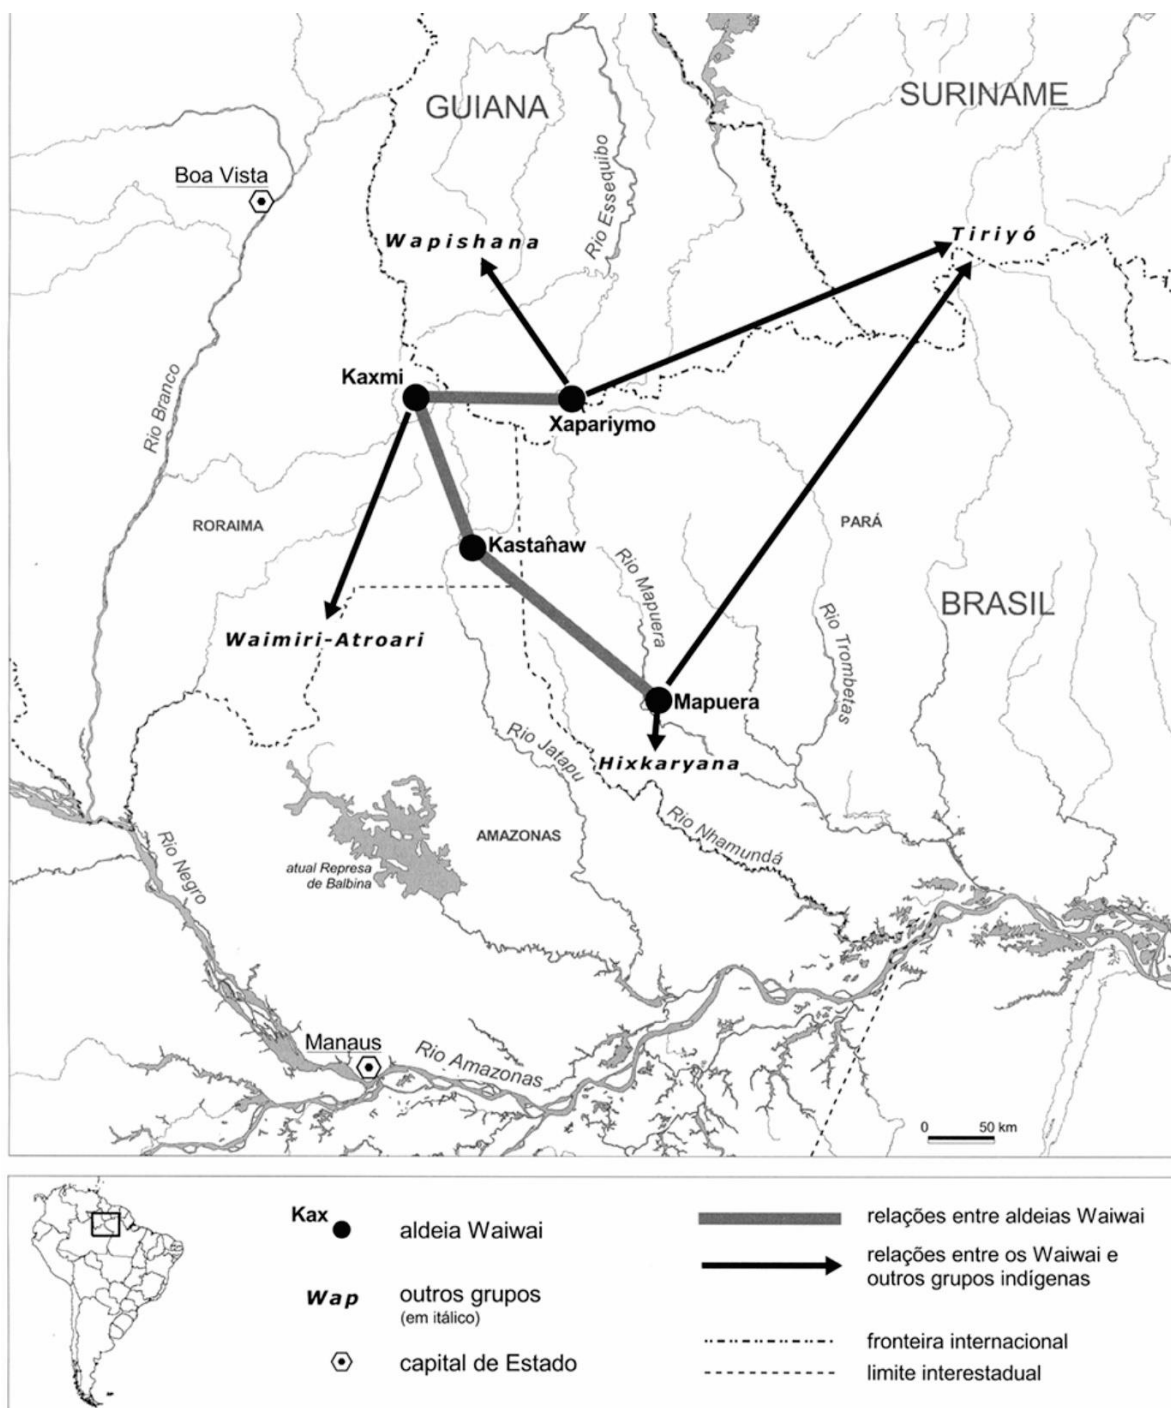 GUIANA
SURINAME
Boa Vista
Rio Essequibo
Wapishana
Tiriyó
Rio Branco
Kaxmi
Xapariymo
RORAIMA
PARÁ
Kastan̂aw
Rio Mapuera
BRASIL
Rio Trombetas
Waimiri-Atroari
Mapuera
Rio Jatapu
Hixkaryana
Rio Negro
AMAZONAS
Rio Nhamundá
atual Represa
de Balbina
Manaus
Rio Amazonas
0 50 km
Kax
aldeia Waiwai
Wap
outros grupos
(em itálico)
capital de Estado
relações entre aldeias Waiwai
relações entre os Waiwai e
outros grupos indígenas
fronteira internacional
limite interestadual